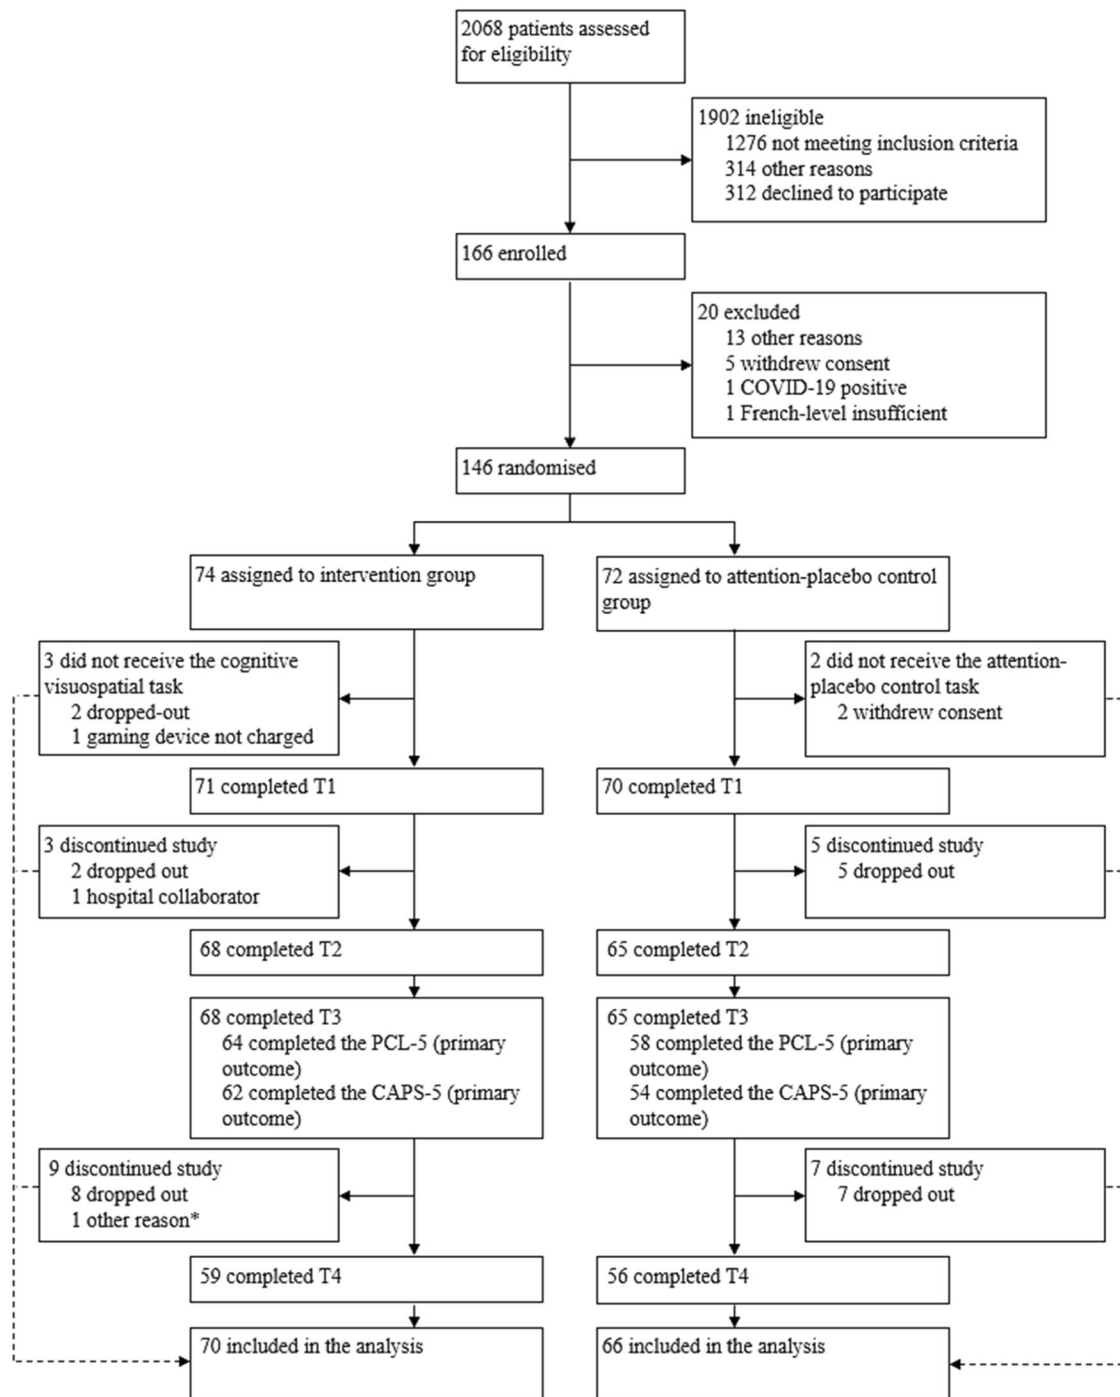 2068 patients assessed
for eligibility
1902 ineligible
1276 not meeting inclusion criteria
314 other reasons
312 declined to participate
166 enrolled
20 excluded
13 other reasons
5 withdrew consent
1 COVID-19 positive
1 French-level insufficient
146 randomised
74 assigned to intervention group
72 assigned to attention-placebo control
group
3 did not receive the cognitive
visuospatial task
2 dropped-out
1 gaming device not charged
2 did not receive the attention-
placebo control task
2 withdrew consent
71 completed T1
70 completed T1
3 discontinued study
2 dropped out
1 hospital collaborator
5 discontinued study
5 dropped out
68 completed T2
65 completed T2
68 completed T3
64 completed the PCL-5 (primary
outcome)
62 completed the CAPS-5 (primary
outcome)
65 completed T3
58 completed the PCL-5 (primary
outcome)
54 completed the CAPS-5 (primary
outcome)
9 discontinued study
8 dropped out
1 other reason*
7 discontinued study
7 dropped out
59 completed T4
56 completed T4
70 included in the analysis
66 included in the analysis